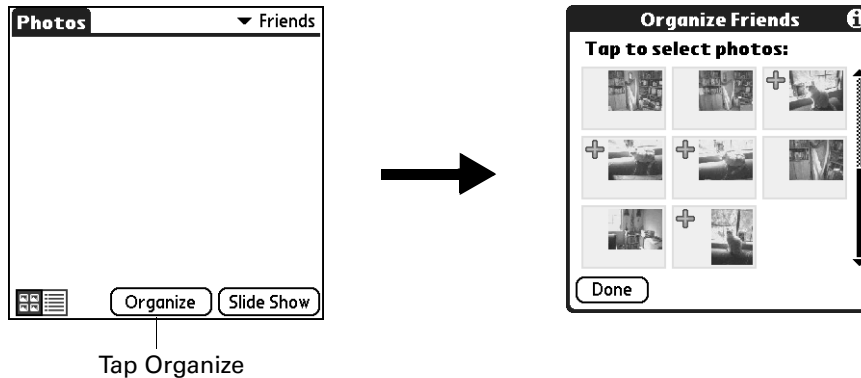 Photos
Friends
Organize
Slide Show
Tap Organize
Organize Friends
Tap to select photos:
Done